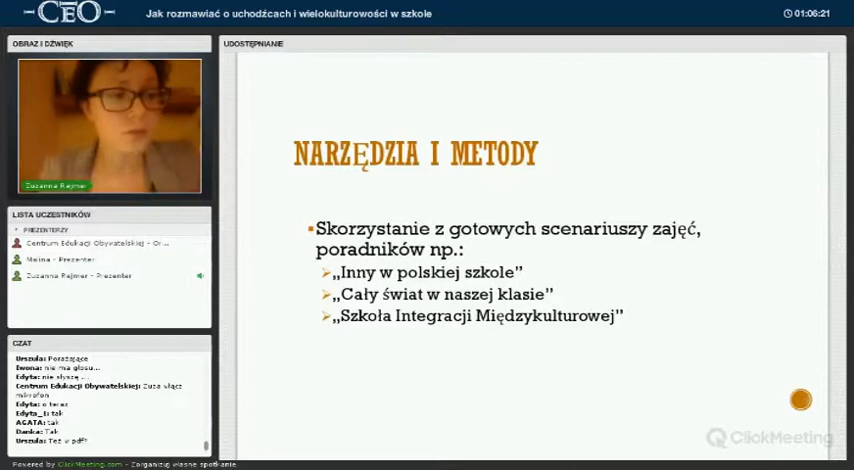 CEO
Jak rozmawiać o uchodźcach i wielokulturowości w szkole
01:06:21
OBRAZ I DŹWIĘK
Zuzanna Rejmer
LISTA UCZESTNIKÓW
PREZENTERZY
Centrum Edukacji Obywatelskiej - Or...
Malina - Prezenter
Zuzanna Rejmer - Prezenter
CZAT
Urszula: Porażające
Iwona: nie ma głosu...
Edyta: nie słyszę ...
Centrum Edukacji Obywatelskiej: Zuza włącz
mikrofon
Edyta: o teraz
Edyta_J: tak
AGATA: tak
Danka: Tak
Urszula: Też w pdf?
UDOSTĘPNIANIE
NARZĘDZIA I METODY
Skorzystanie z gotowych scenariuszy zajęć,
poradników np.:
„Inny w polskiej szkole”
„Cały świat w naszej klasie”
„Szkoła Integracji Międzykulturowej”
ClickMeeting
Powered by ClickMeeting.com - Zorganizuj własne spotkanie